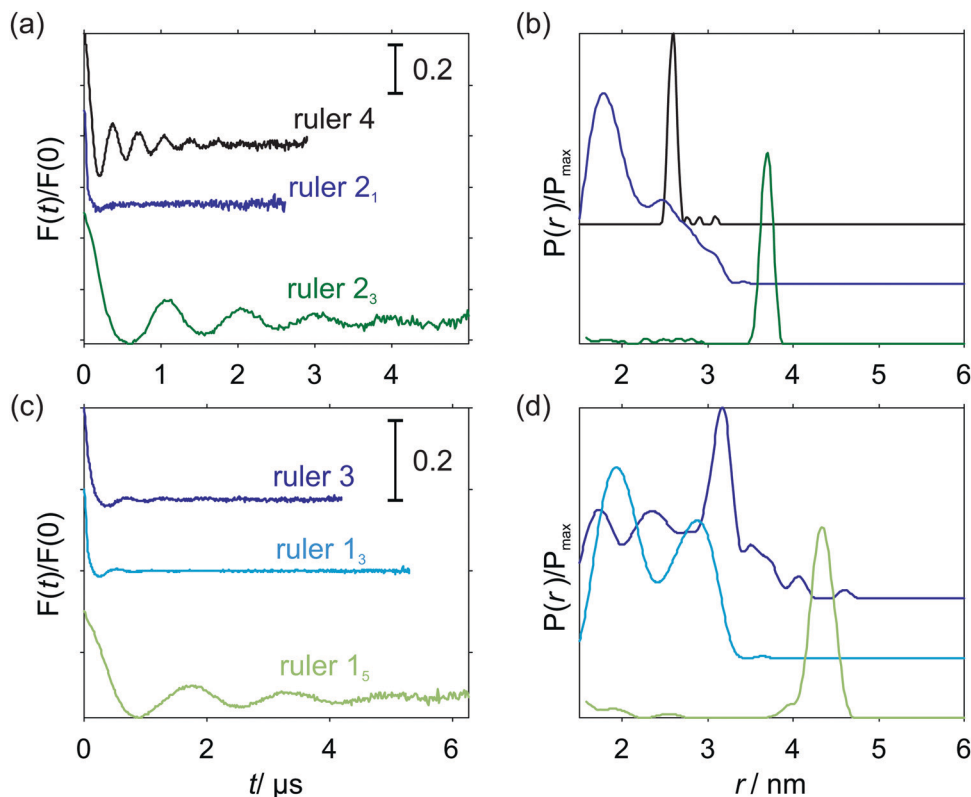 (a)
F(t)/F(0)
0.2
ruler 4
ruler 2₁
ruler 2₃
0 1 2 3 4
(b)
P(r)/Pₘₐₓ
2 3 4 5 6
(c)
F(t)/F(0)
0.2
ruler 3
ruler 1₃
ruler 1₅
0 2 4 6
t/ μs
(d)
P(r)/Pₘₐₓ
2 3 4 5 6
r / nm